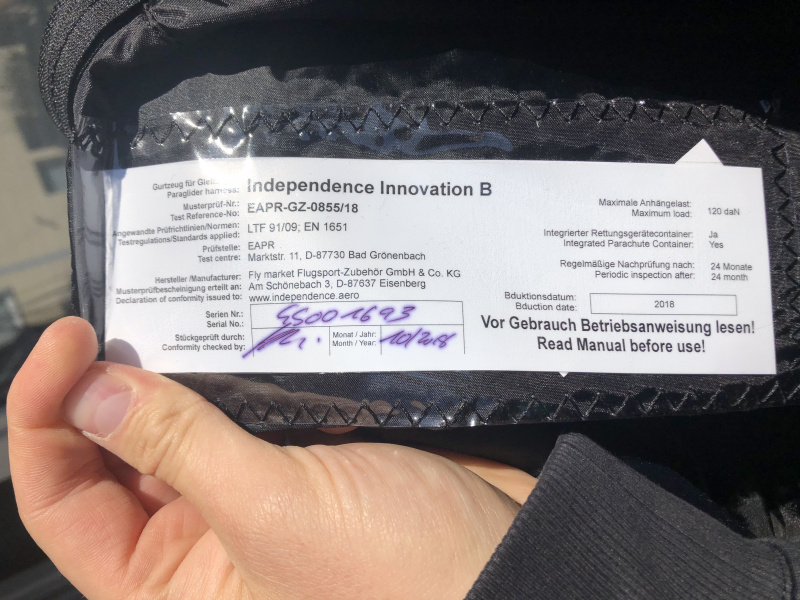 Gurtzeug für
Paraglider harness: Independence Innovation B
Musterprüf-Nr.: EAPR-GZ-0855/18
Test Reference-No:
Angewandte Prüfrichtlinien/Normen: LTF 91/09; EN 1651
Testregulations/Standards applied:
Prüfstelle: EAPR
Test centre: Marktstr. 11, D-87730 Bad Grönenbach
Hersteller /Manufacturer: Fly market Flugsport-Zubehör GmbH & Co. KG
Musterprüfbescheinigung erteilt an: Am Schönebach 3, D-87637 Eisenberg
Declaration of conformity issued to: www.independence.aero
Serien Nr.:
Serial No.: GS001693
Stückgeprüft durch:
Conformity checked by:
Monat / Jahr:
Month / Year: 10/2018
Maximale Anhängelast:
Maximum load: 120 daN
Integrierter Rettungsgerätecontainer: Ja
Integrated Parachute Container: Yes
Regelmäßige Nachprüfung nach: 24 Monate
Periodic inspection after: 24 month
Bduktionsdatum:
Bduction date: 2018
Vor Gebrauch Betriebsanweisung lesen!
Read Manual before use!